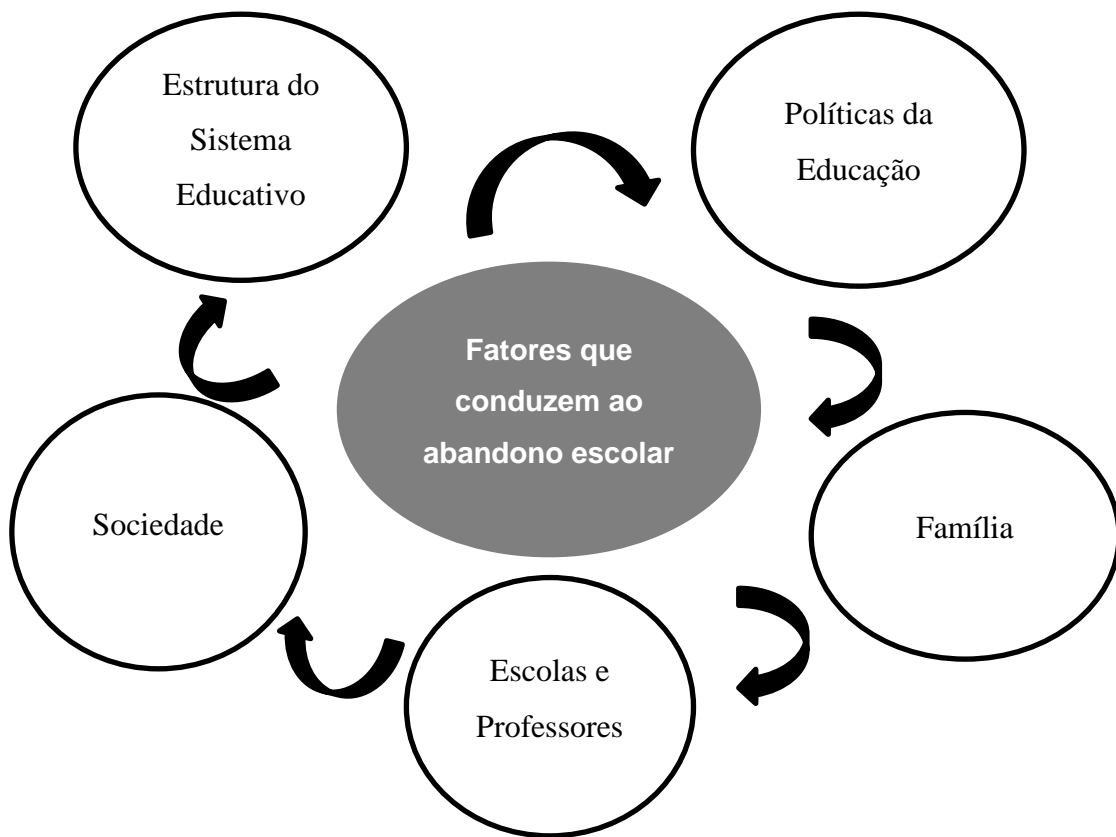 Estrutura do
Sistema
Educativo
Políticas da
Educação
Fatores que
conduzem ao
abandono escolar
Sociedade
Família
Escolas e
Professores